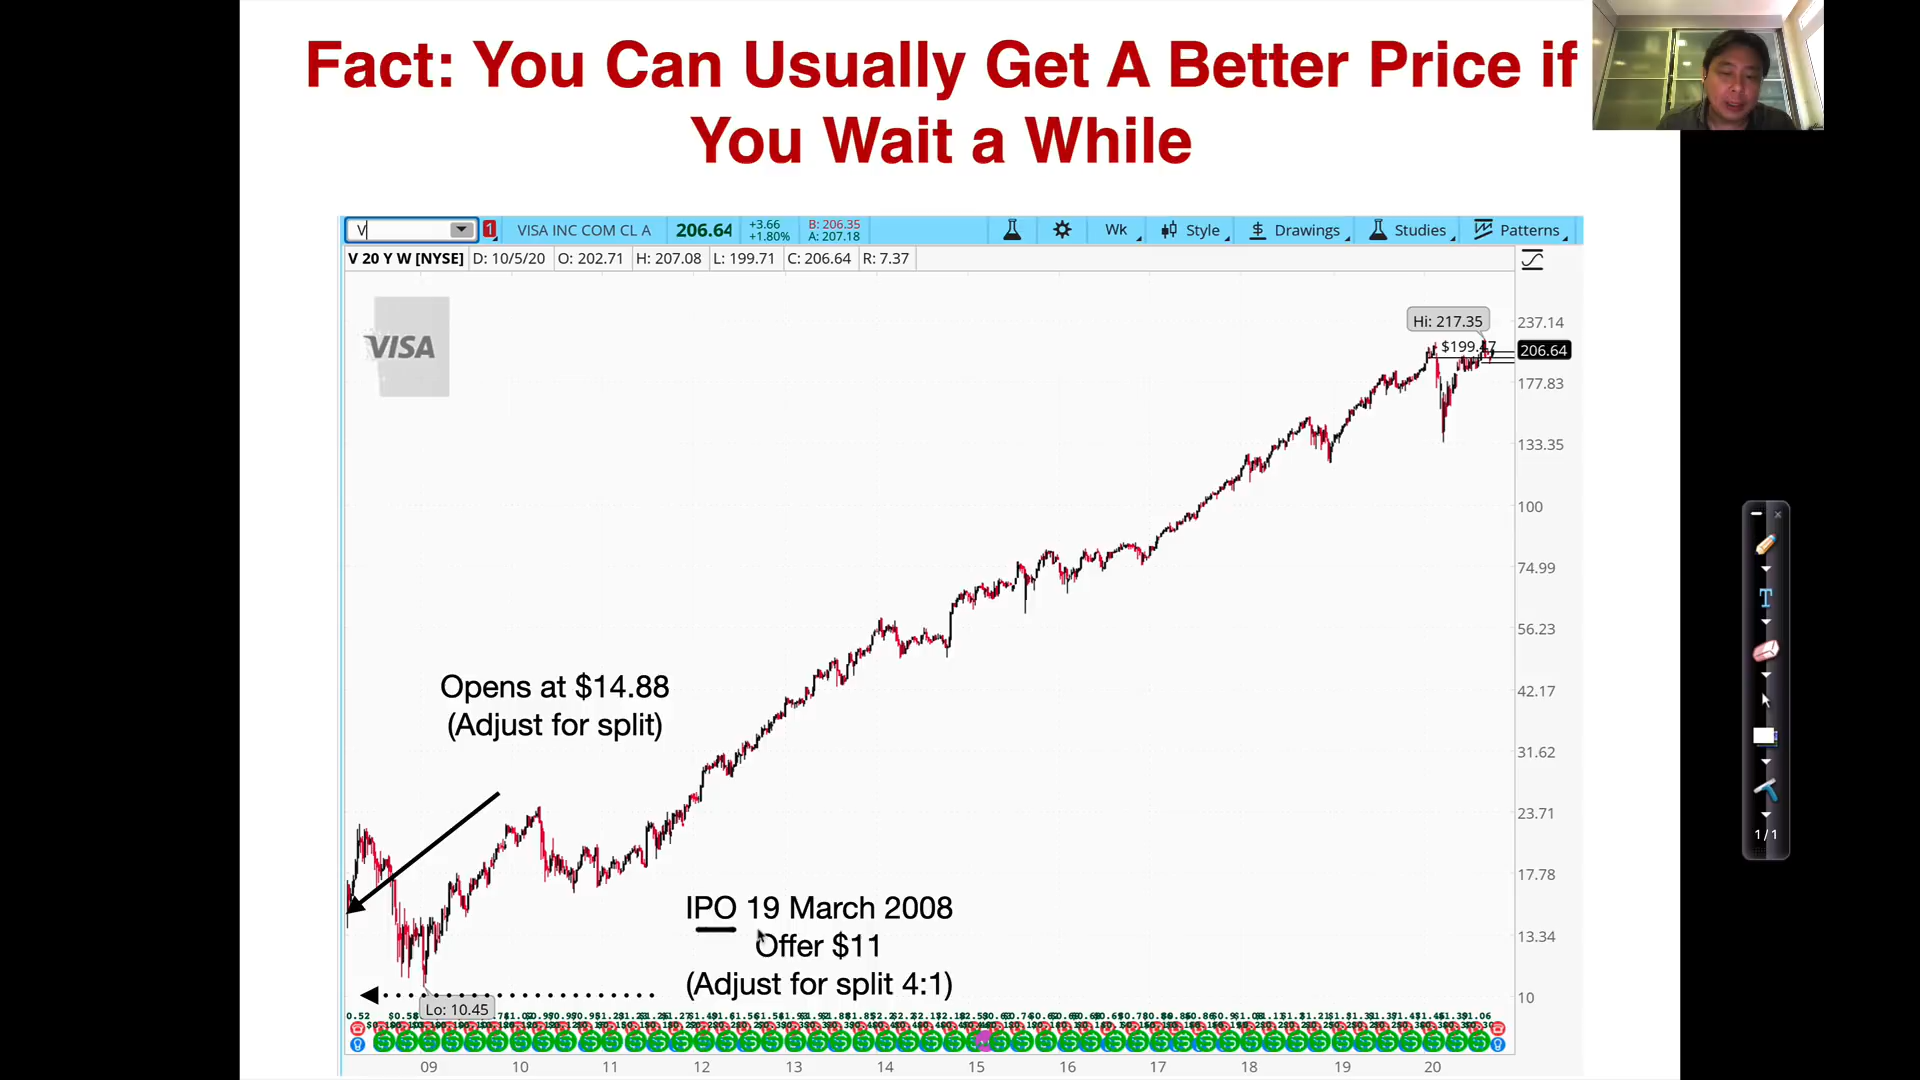 Fact: You Can Usually Get A Better Price if
You Wait a While
V
1
VISA INC COM CL A
206.64
+3.66
+1.80%
B: 206.35
A: 207.18
Wk
Style
Drawings
Studies
Patterns
V 20 Y W [NYSE]
D: 10/5/20
O: 202.71
H: 207.08
L: 199.71
C: 206.64
R: 7.37
VISA
Hi: 217.35
$199.47
237.14
206.64
177.83
133.35
100
74.99
56.23
42.17
31.62
23.71
17.78
13.34
10
Opens at $14.88
(Adjust for split)
IPO 19 March 2008
Offer $11
(Adjust for split 4:1)
Lo: 10.45
09 10 11 12 13 14 15 16 17 18 19 20
T
1/1